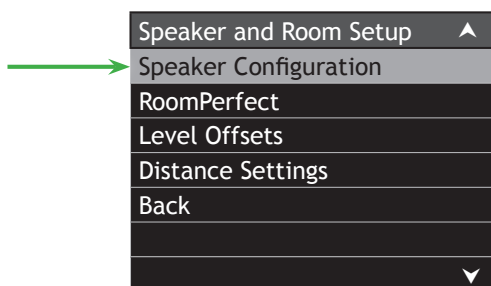 Speaker and Room Setup
Speaker Configuration
RoomPerfect
Level Offsets
Distance Settings
Back